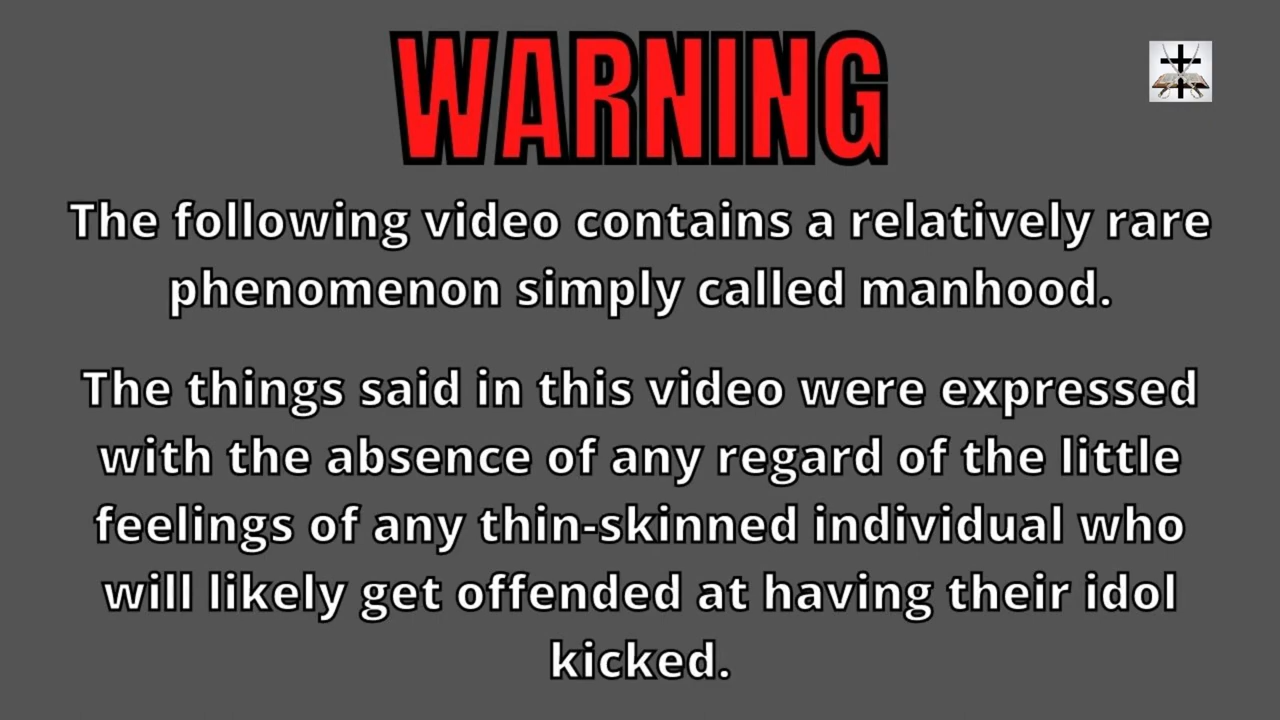 WARNING
The following video contains a relatively rare
phenomenon simply called manhood.
The things said in this video were expressed
with the absence of any regard of the little
feelings of any thin-skinned individual who
will likely get offended at having their idol
kicked.